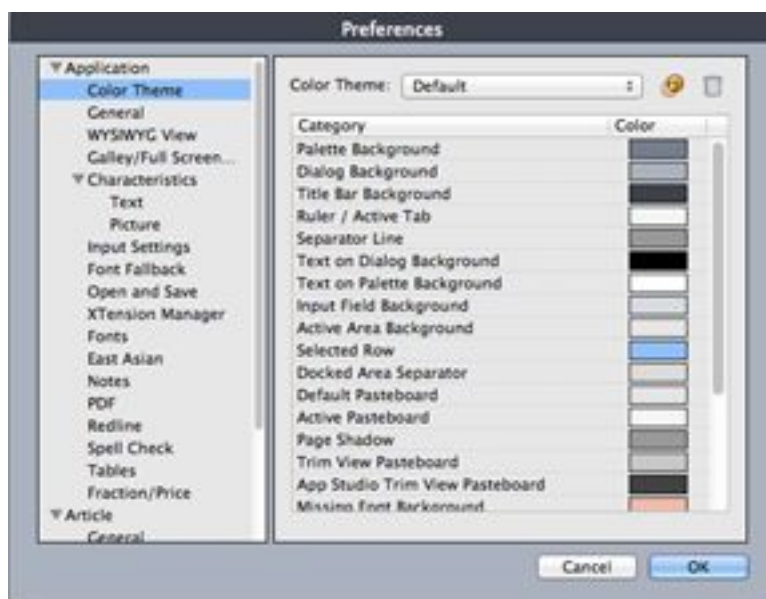 Preferences
Application
Color Theme
General
WYSIWYG View
Galley/Full Screen...
Characteristics
Text
Picture
Input Settings
Font Fallback
Open and Save
XTension Manager
Fonts
East Asian
Notes
PDF
Redline
Spell Check
Tables
Fraction/Price
Article
General
Color Theme: Default
Category Color
Palette Background
Dialog Background
Title Bar Background
Ruler / Active Tab
Separator Line
Text on Dialog Background
Text on Palette Background
Input Field Background
Active Area Background
Selected Row
Docked Area Separator
Default Pasteboard
Active Pasteboard
Page Shadow
Trim View Pasteboard
App Studio Trim View Pasteboard
Missing Font Background
Cancel OK